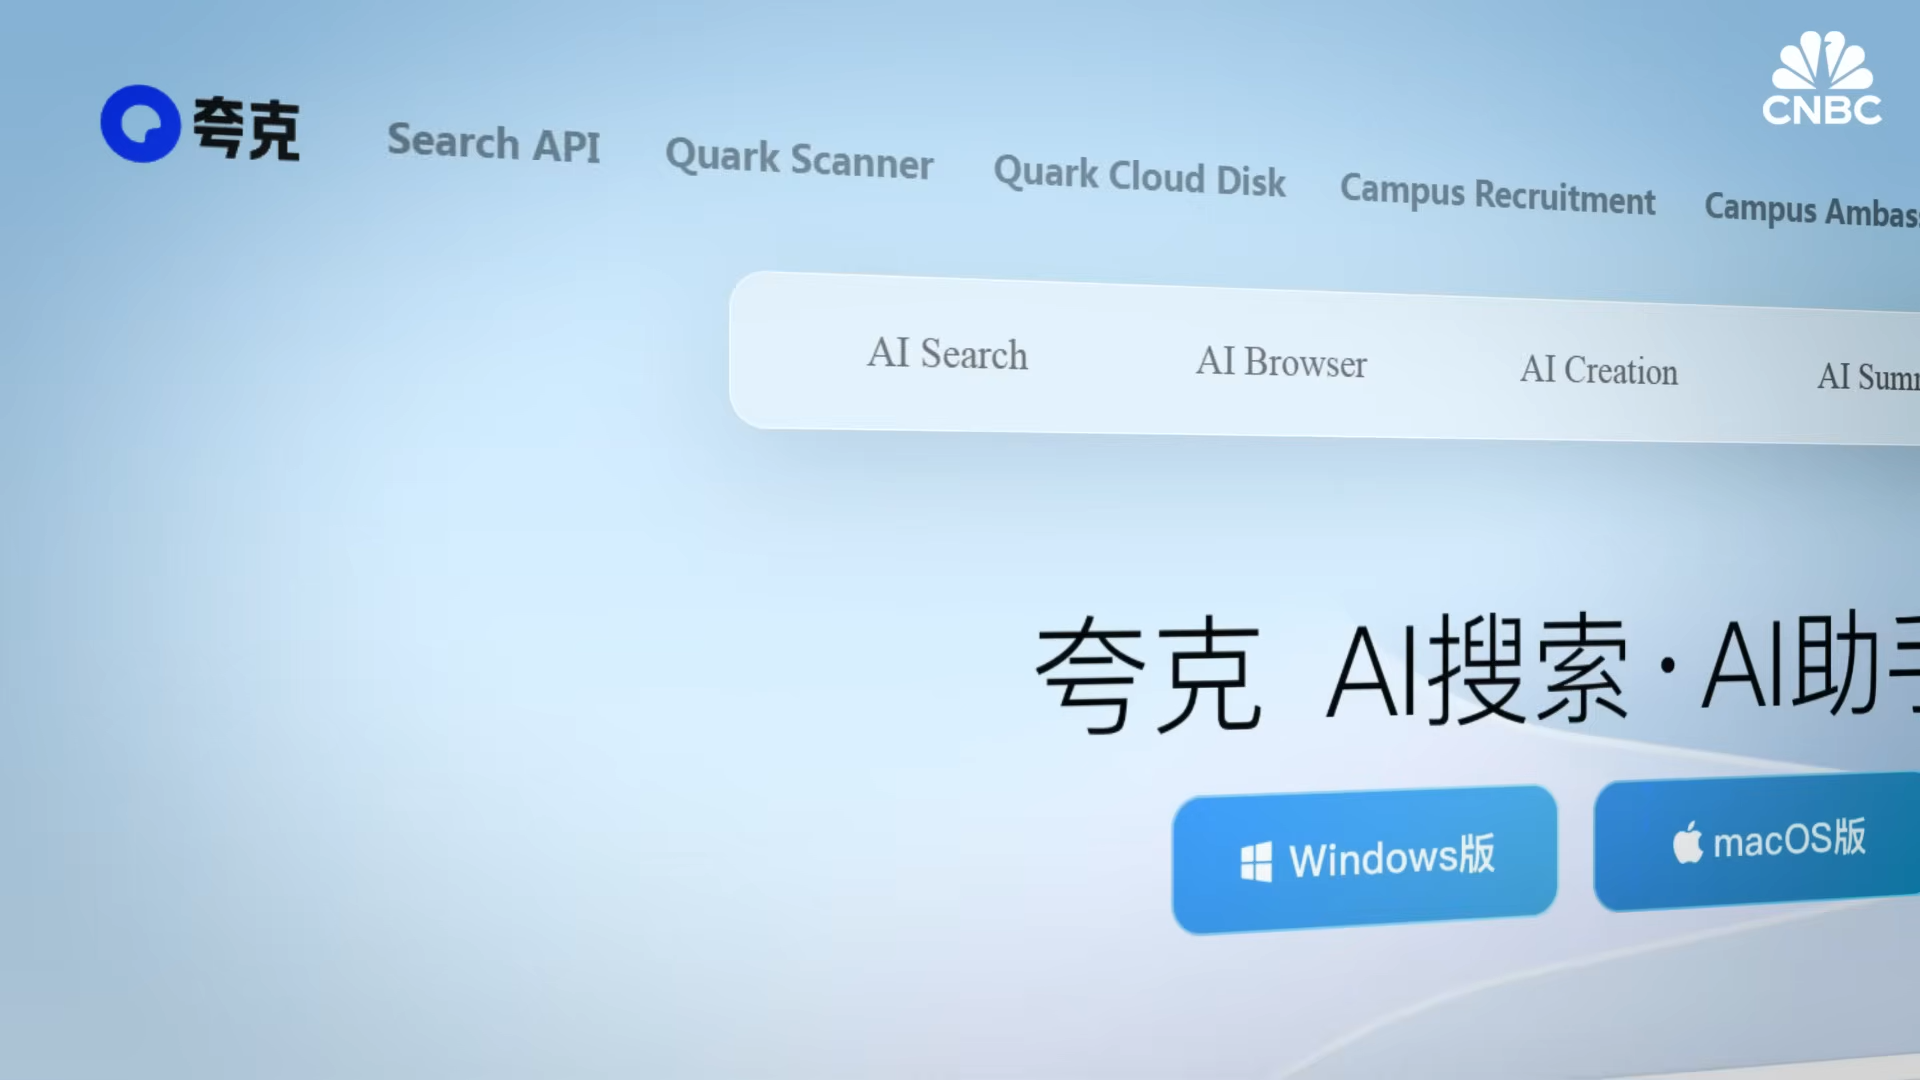 夸克
Search API
Quark Scanner
Quark Cloud Disk
Campus Recruitment
Campus
CNBC
AI Search
AI Browser
AI Creation
AI
夸克 AI搜索·AI助
Windows版
macOS版